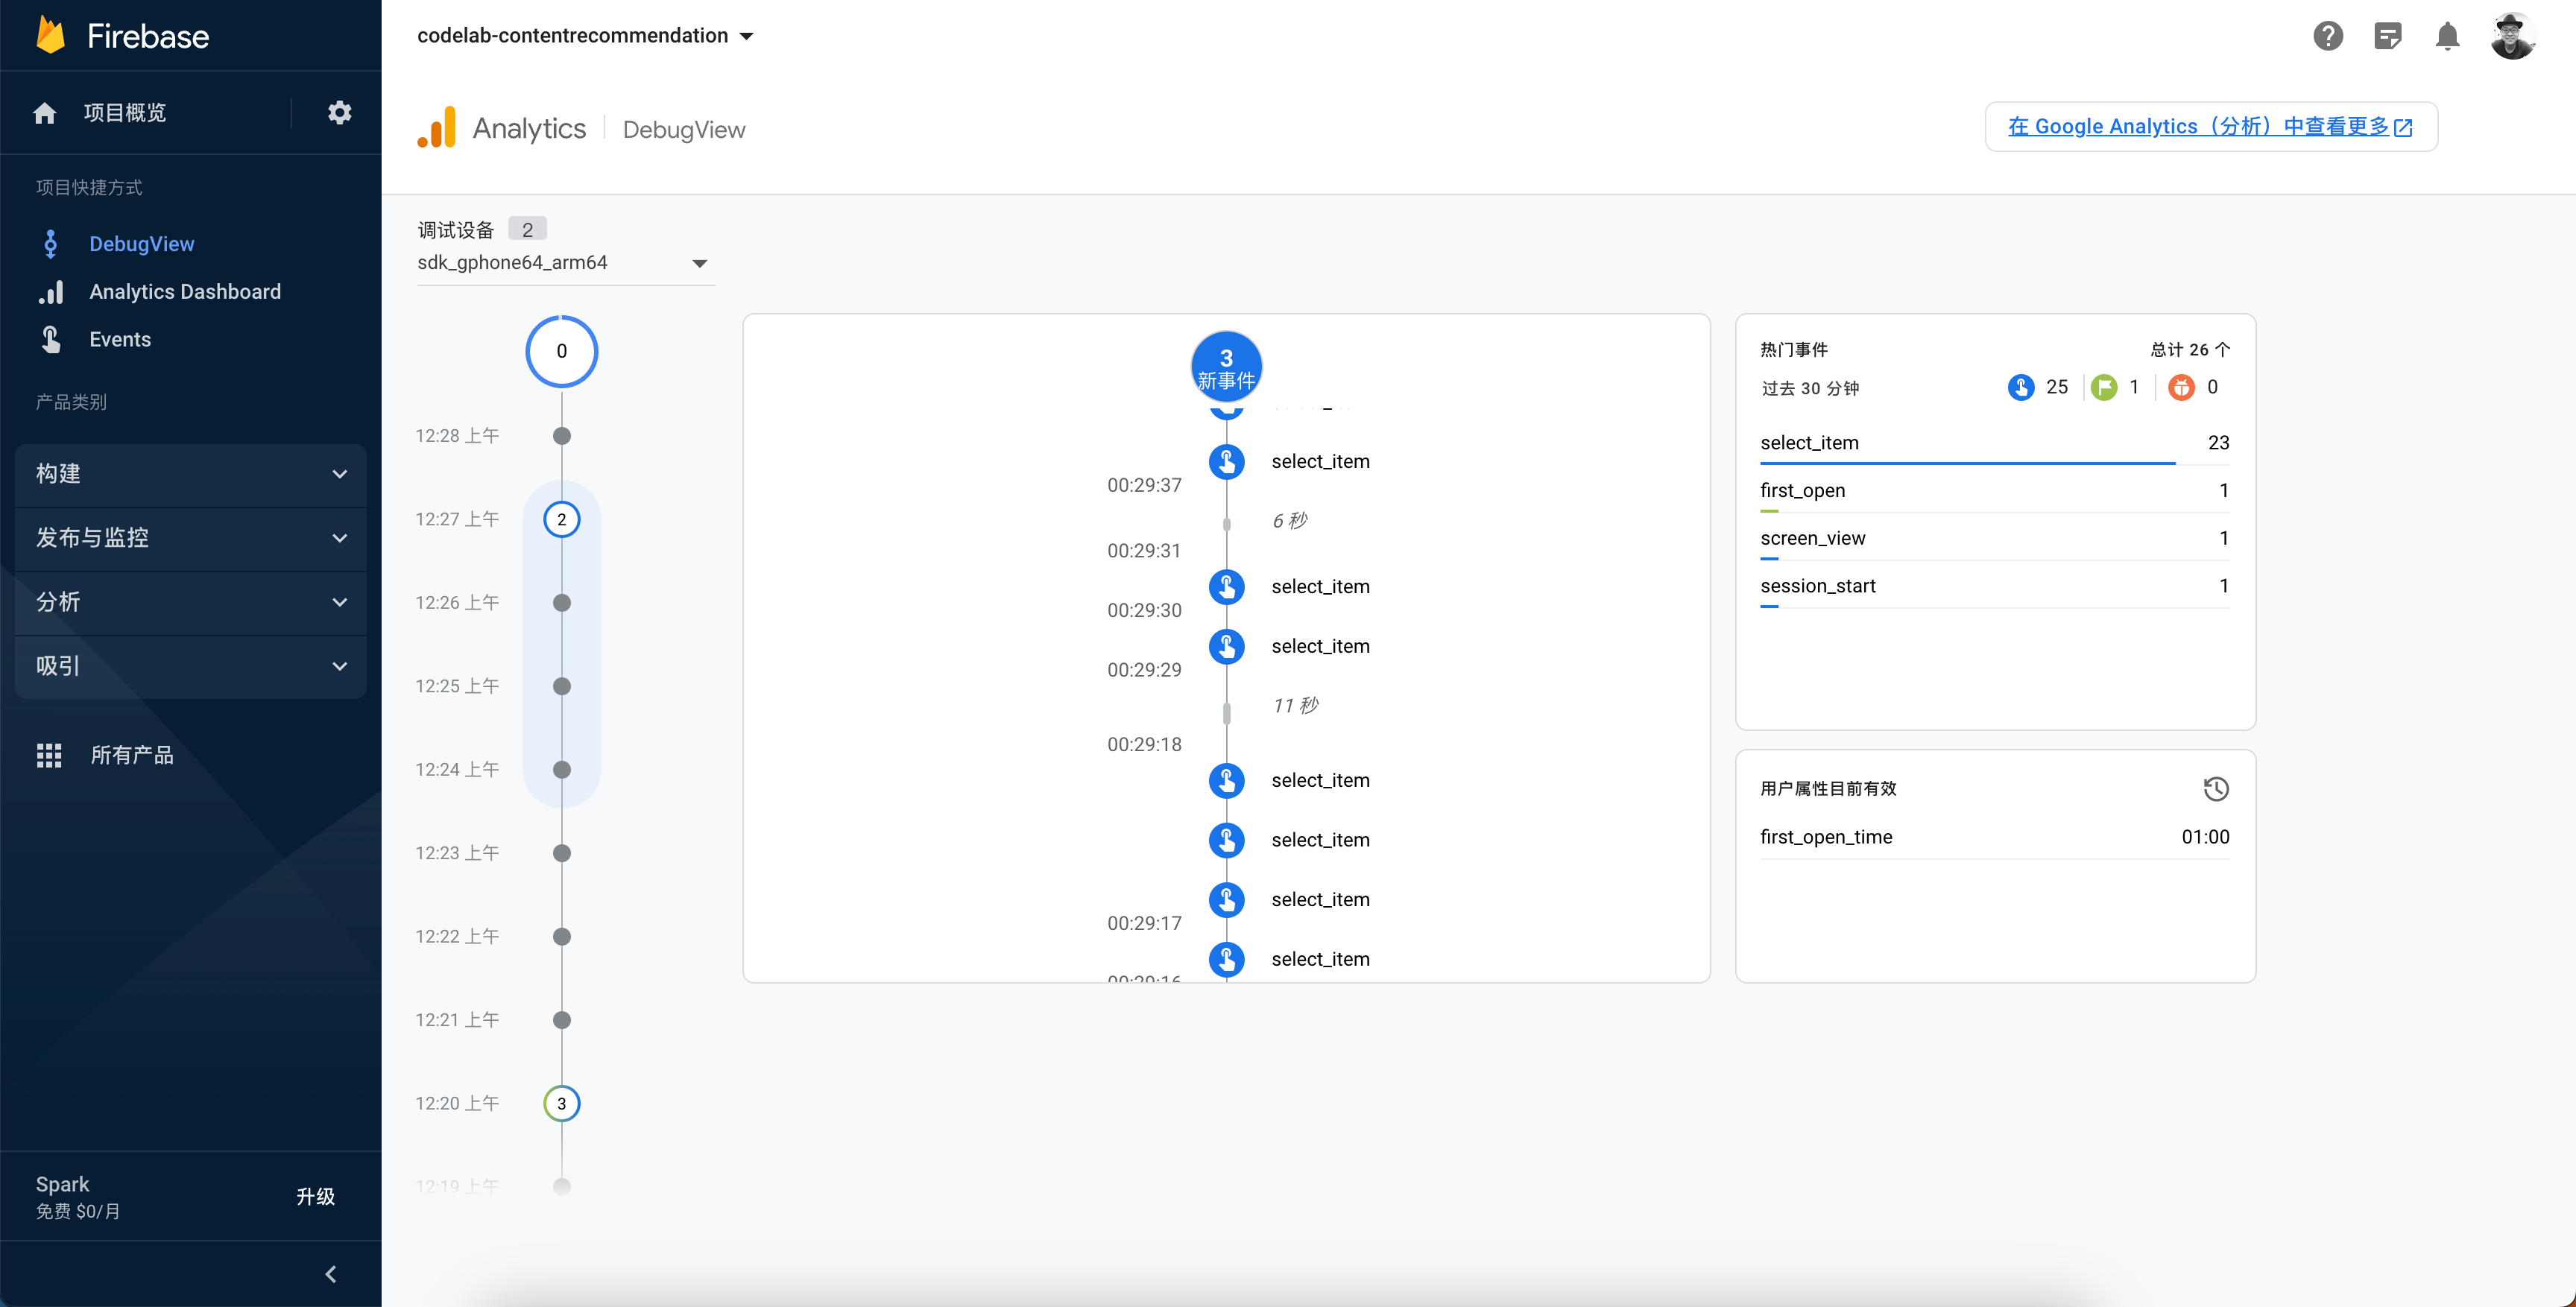 Firebase
项目概览
项目快捷方式
DebugView
Analytics Dashboard
Events
产品类别
构建
发布与监控
分析
吸引
所有产品
Spark
免费 $0/月
升级
codelab-contentrecommendation
Analytics
DebugView
在 Google Analytics（分析）中查看更多
调试设备 2
sdk_gphone64_arm64
0
12:28 上午
12:27 上午 2
12:26 上午
12:25 上午
12:24 上午
12:23 上午
12:22 上午
12:21 上午
12:20 上午 3
12:19 上午
3
新事件
select_item
00:29:37
6 秒
00:29:31
select_item
00:29:30
select_item
00:29:29
11 秒
00:29:18
select_item
select_item
select_item
00:29:17
select_item
00:29:16
热门事件 总计 26 个
过去 30 分钟 25 1 0
select_item 23
first_open 1
screen_view 1
session_start 1
用户属性目前有效
first_open_time 01:00